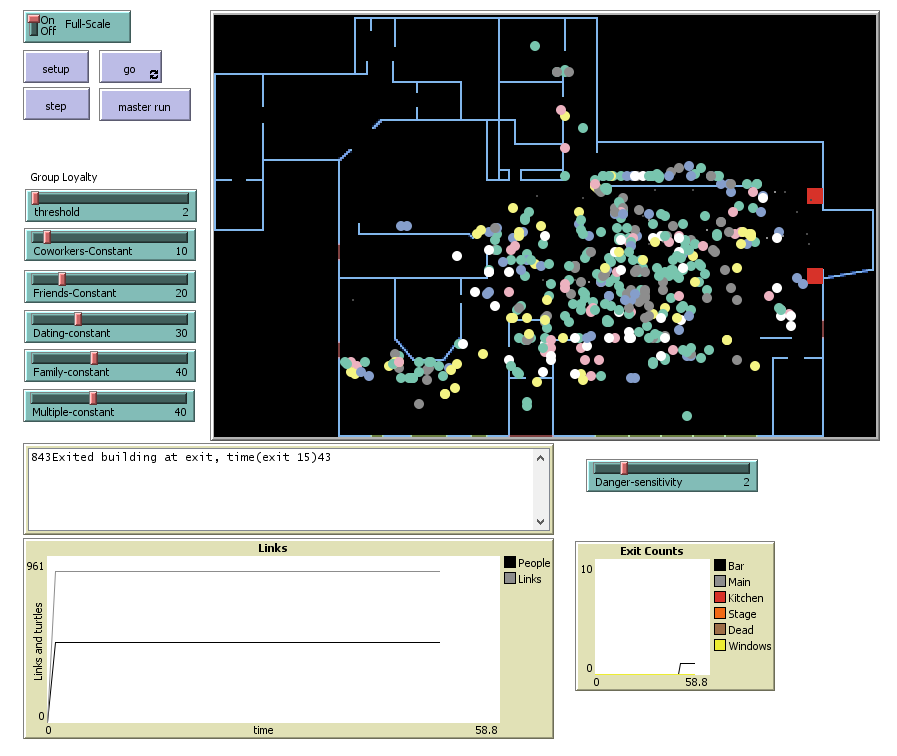 On
Off
Full-Scale
setup
go
step
master run
Group Loyalty
threshold 2
Coworkers-Constant 10
Friends-Constant 20
Dating-constant 30
Family-constant 40
Multiple-constant 40
843Exited building at exit, time(exit 15)43
Danger-sensitivity 2
Links
961
Links and turtles
0
0
time
58.8
People
Links
Exit Counts
10
0
0
58.8
Bar
Main
Kitchen
Stage
Dead
Windows